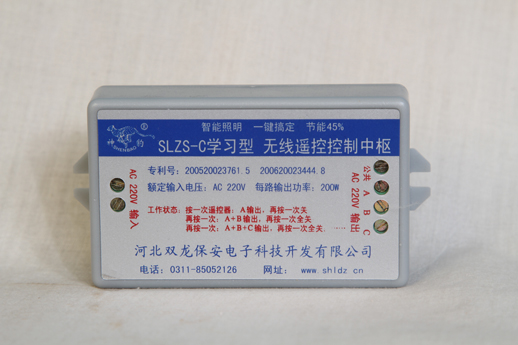 智能照明 一键搞定 节能45%
神豹
SHENBAO
®
SLZS-C学习型 无线遥控控制中枢
专利号：200520023761.5 200620023444.8
额定输入电压：AC 220V 每路输出功率：200W
AC 220V 输入
工作状态：按一次遥控器：A输出，再按一次关
再按一次：A+B输出，再按一次全关
再按一次：A+B+C输出，再按一次全关. ……
AC 220V 输出
公共 A B C
河北双龙保安电子科技开发有限公司
电话：0311-85052126 网址：www.shldz cn